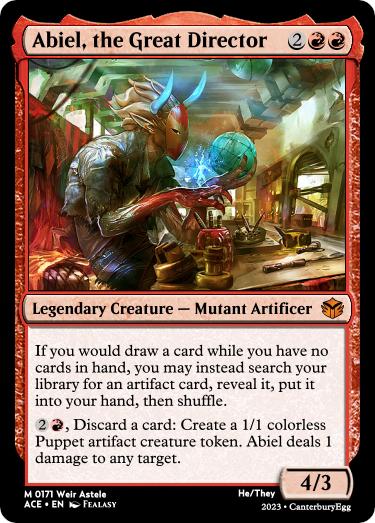 Abiel, the Great Director 2RR
Legendary Creature — Mutant Artificer
If you would draw a card while you have no
cards in hand, you may instead search your
library for an artifact card, reveal it, put it
into your hand, then shuffle.
2R, Discard a card: Create a 1/1 colorless
Puppet artifact creature token. Abiel deals 1
damage to any target.
4/3
M 0171 Weir Astele He/They
ACE • EN Fealasy 2023 • CanterburyEgg